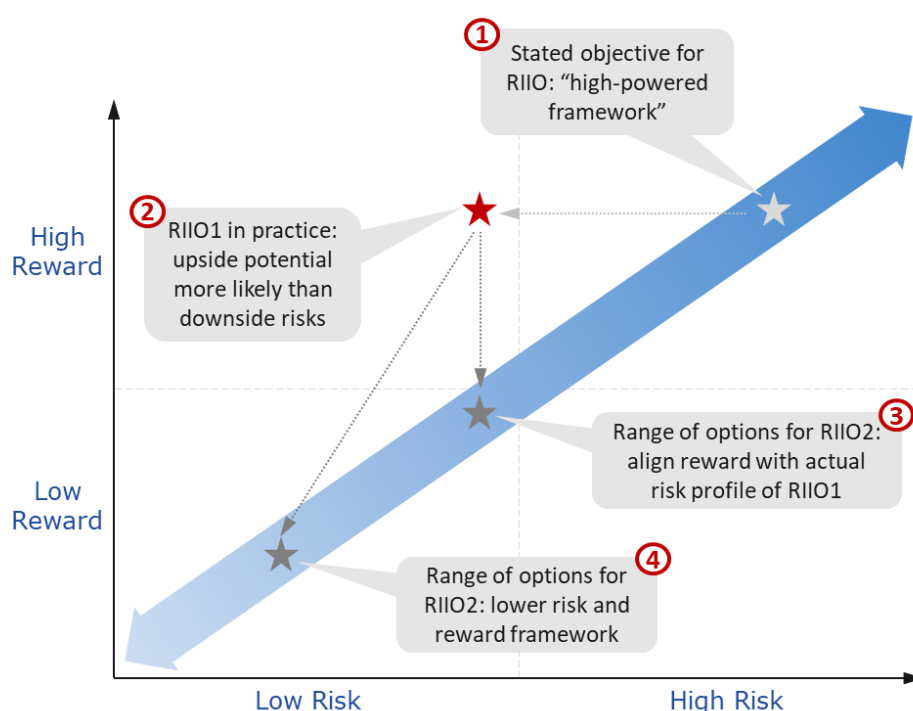 1
Stated objective for
RIIO: “high-powered
framework”
2
RIIO1 in practice:
upside potential
more likely than
downside risks
High
Reward
3
Range of options for RIIO2:
align reward with actual
risk profile of RIIO1
Low
Reward
4
Range of options for
RIIO2: lower risk and
reward framework
Low Risk
High Risk